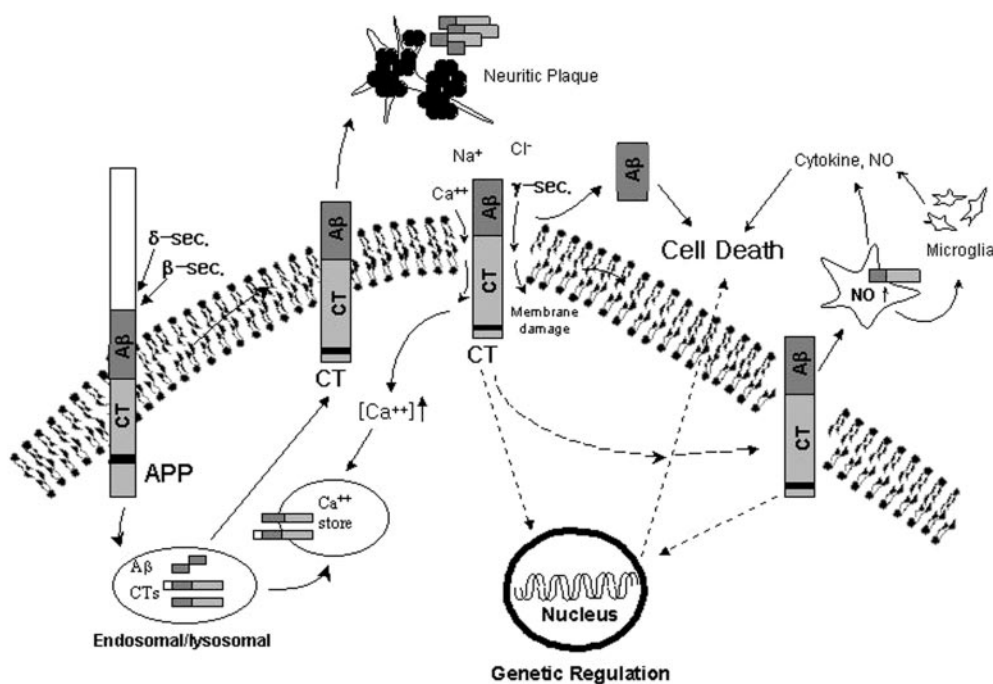 Neuritic Plaque
Na⁺
Cl⁻
Ca⁺⁺
γ-sec.
Aβ
Aβ
Aβ
CT
CT
Cytokine, NO
Microglia
NO ↑
Cell Death
Membrane
damage
δ-sec.
β-sec.
Aβ
CT
APP
CT
CT
Aβ
CT
[Ca⁺⁺]↑
Ca⁺⁺
store
Aβ
CTs
Endosomal/lysosomal
Nucleus
Genetic Regulation